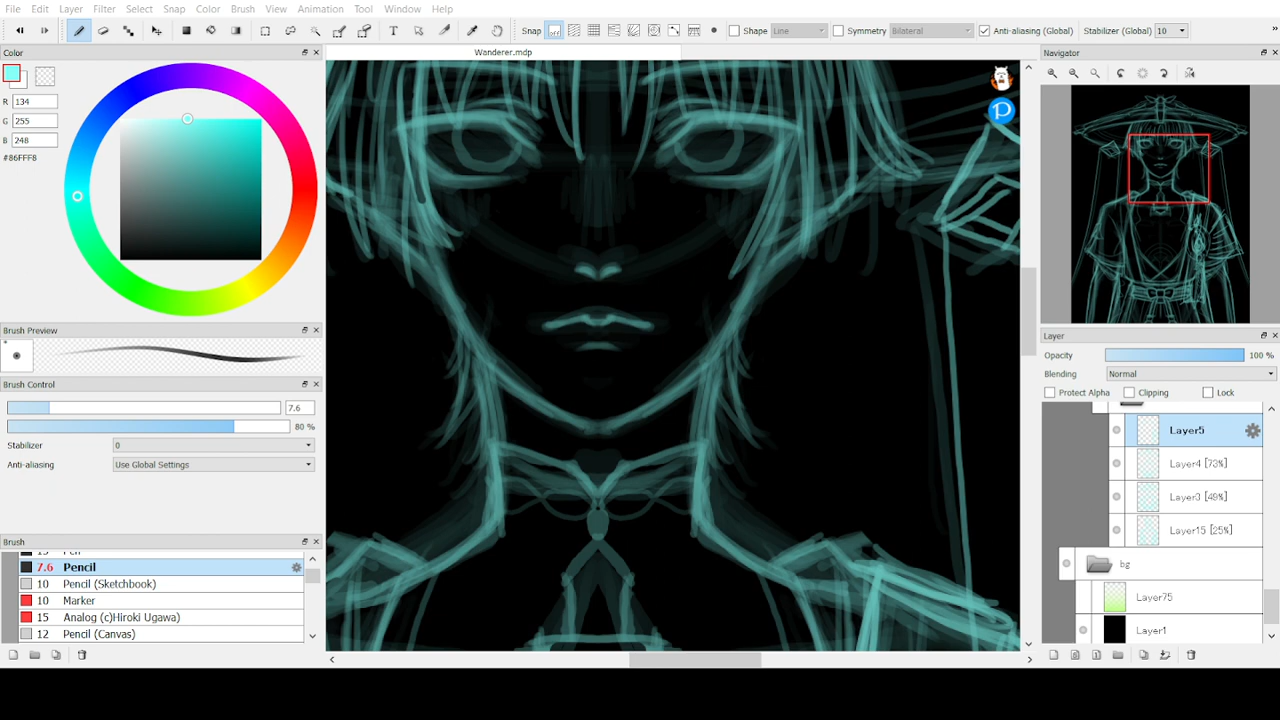 File Edit Layer Filter Select Snap Color Brush View Animation Tool Window Help
Snap Shape Line Symmetry Bilateral Anti-aliasing (Global) Stabilizer (Global) 10 »
Color
Wanderer.mdp
Navigator
R 134
G 255
B 248
#86FFF8
Brush Preview
*
Brush Control
7.6
80 %
Stabilizer 0
Anti-aliasing Use Global Settings
Brush
15 Pen
7.6 Pencil
10 Pencil (Sketchbook)
10 Marker
15 Analog (c)Hiroki Ugawa)
12 Pencil (Canvas)
Layer
Opacity 100 %
Blending Normal
Protect Alpha Clipping Lock
Layer5
Layer4 [73%]
Layer3 [49%]
Layer15 [25%]
bg
Layer75
Layer1